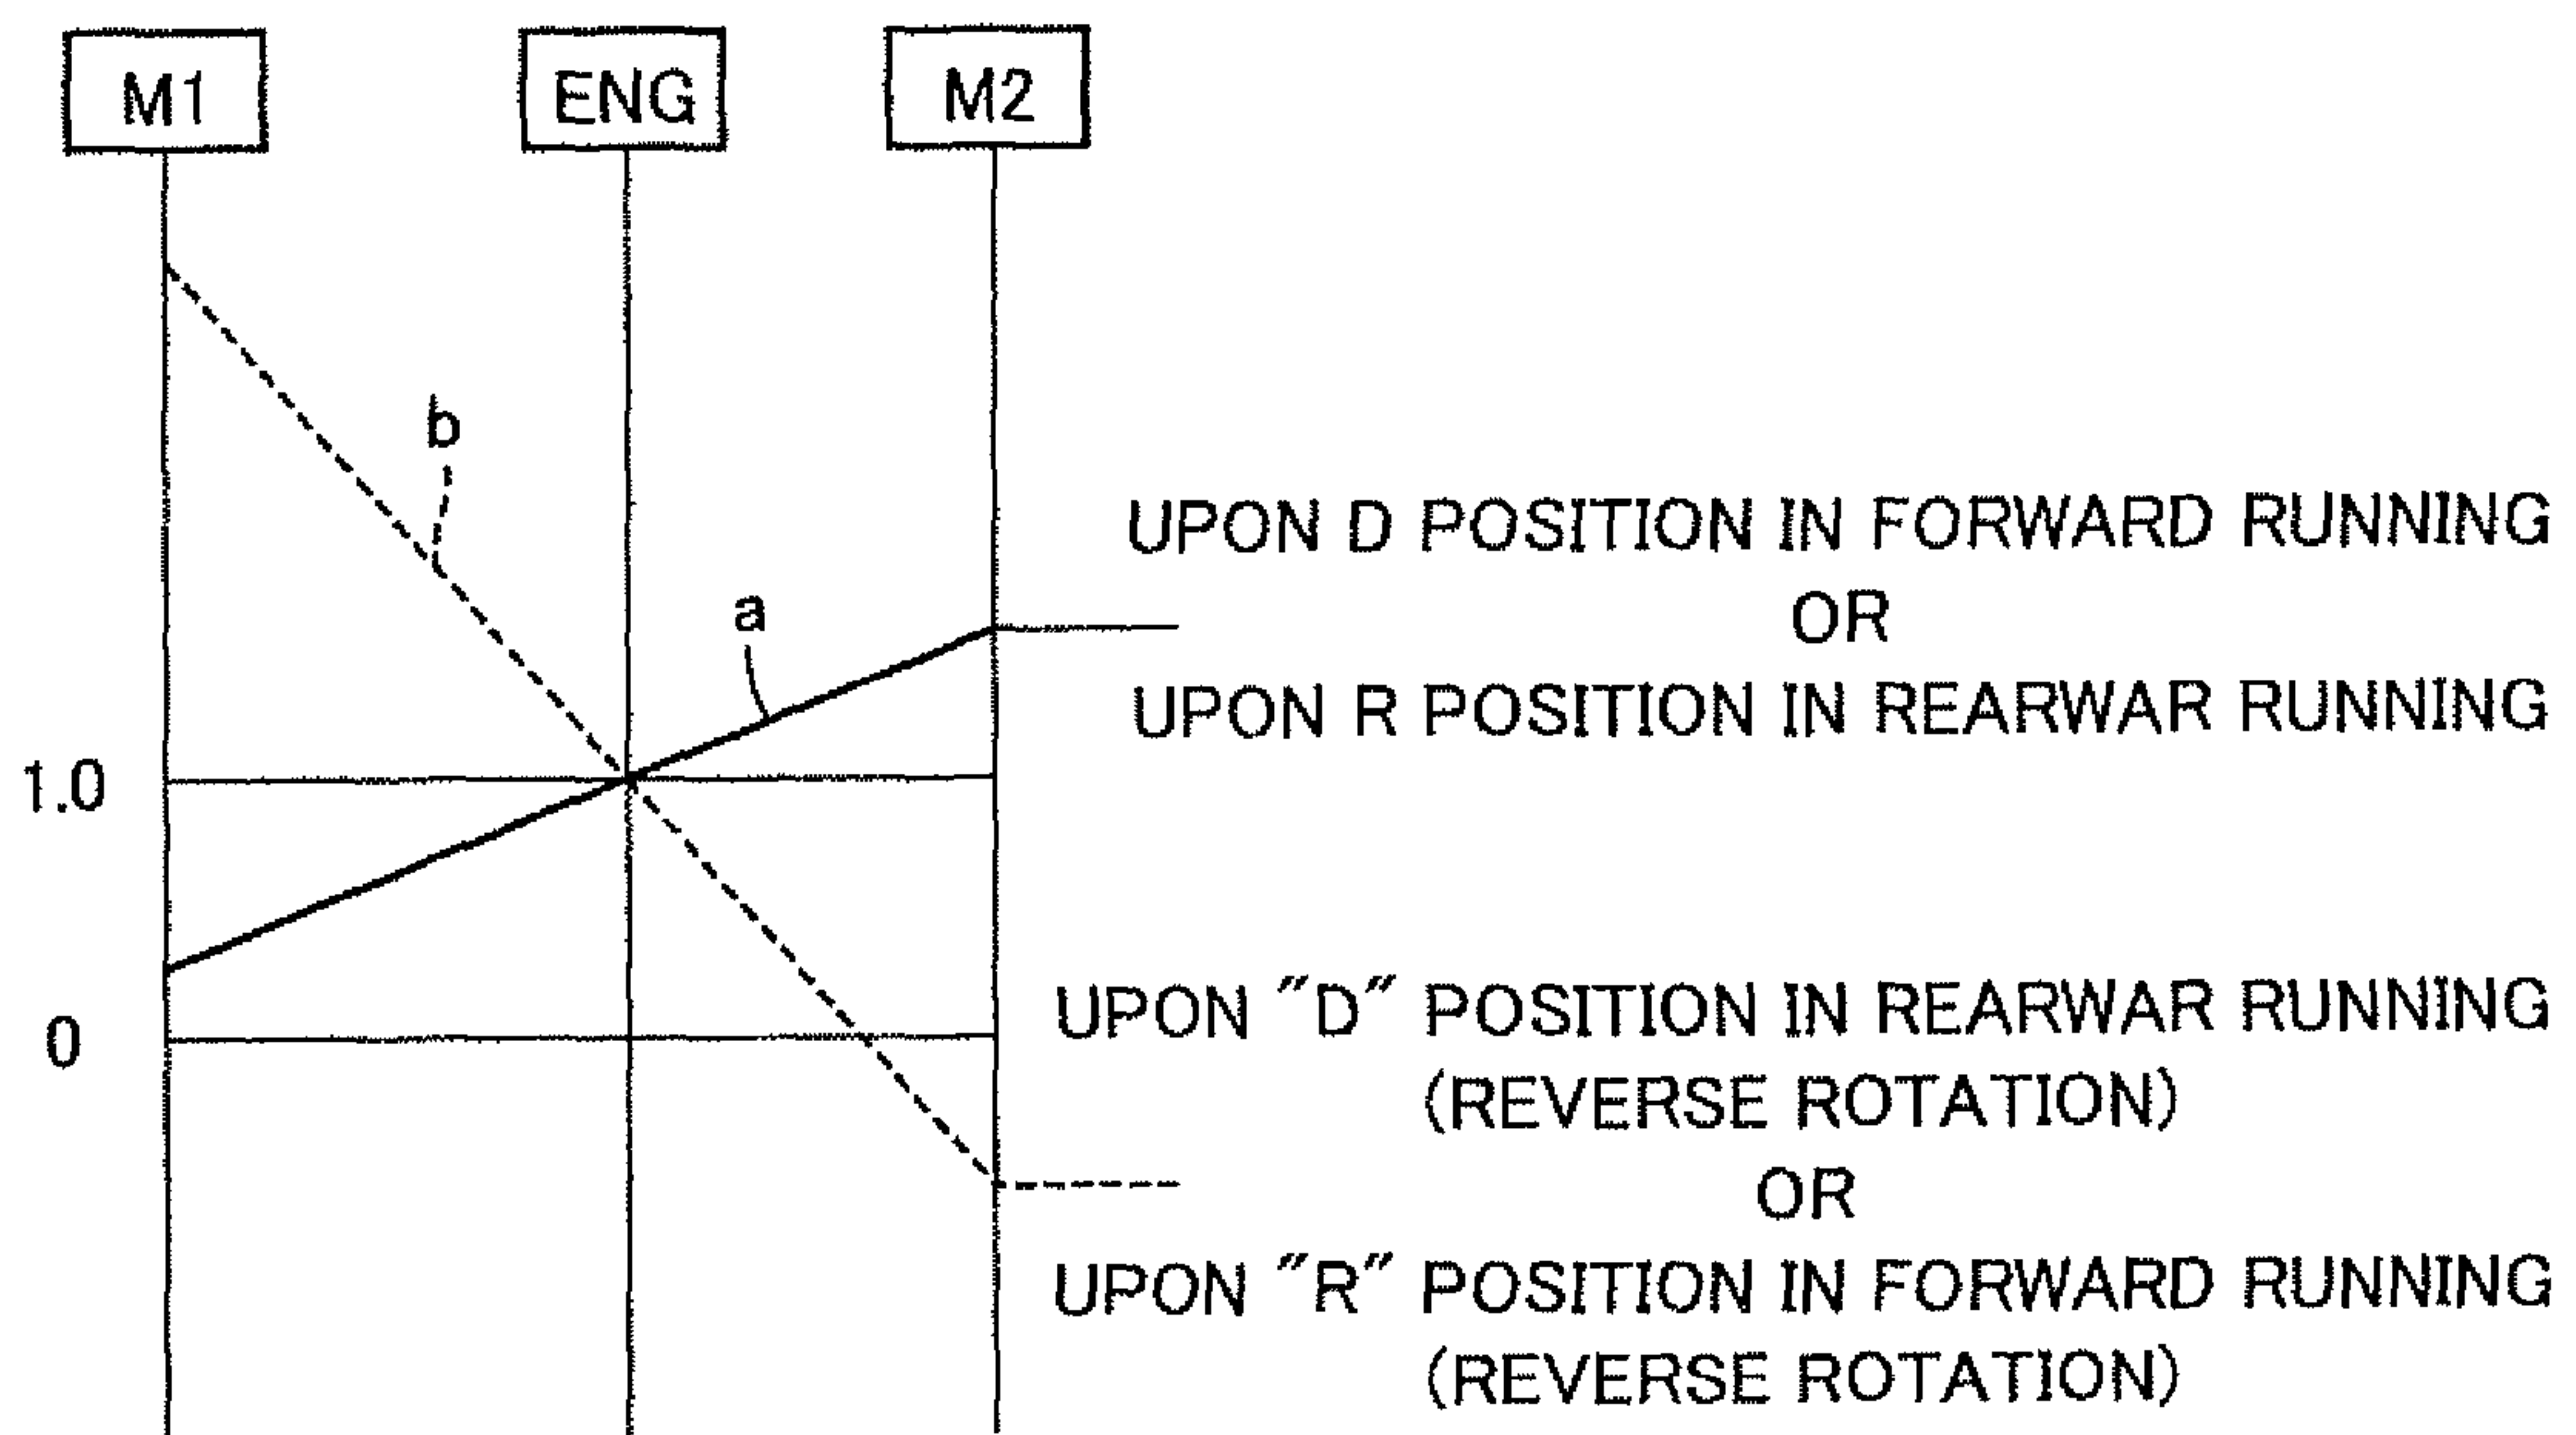 M1
ENG
M2
b
a
1.0
0
UPON D POSITION IN FORWARD RUNNING
OR
UPON R POSITION IN REARWAR RUNNING
UPON "D" POSITION IN REARWAR RUNNING
(REVERSE ROTATION)
OR
UPON "R" POSITION IN FORWARD RUNNING
(REVERSE ROTATION)